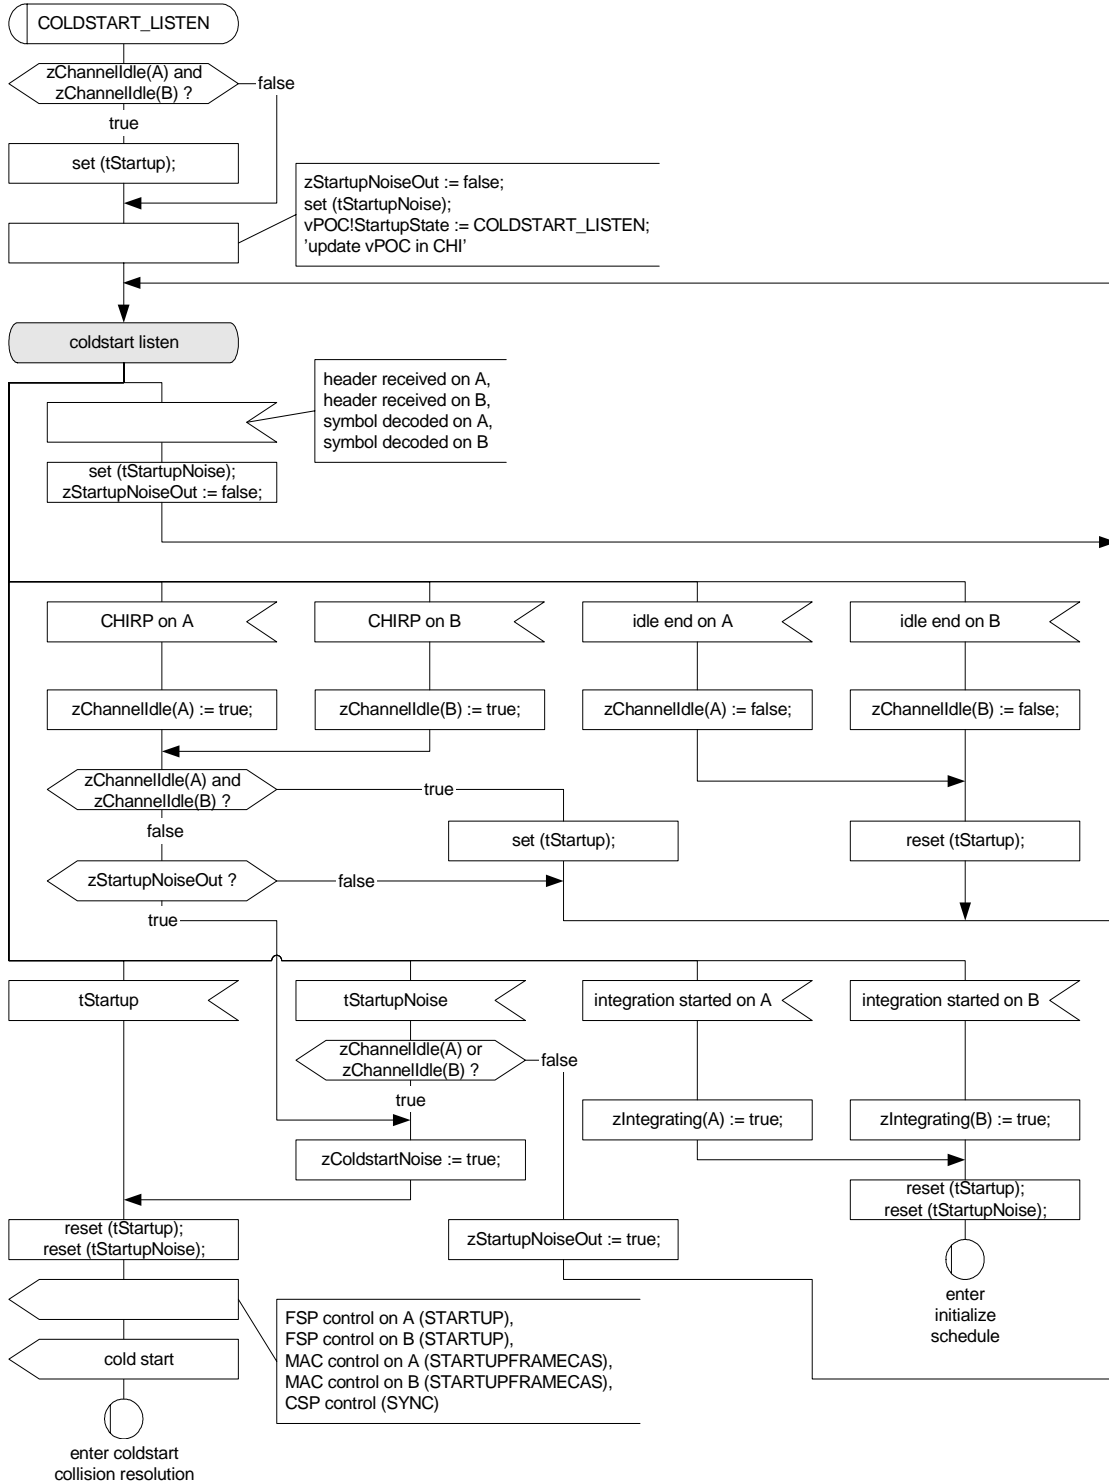 COLDSTART_LISTEN
zChannelIdle(A) and
zChannelIdle(B) ?
false
true
set (tStartup);
zStartupNoiseOut := false;
set (tStartupNoise);
vPOC!StartupState := COLDSTART_LISTEN;
’update vPOC in CHI’
coldstart listen
header received on A,
header received on B,
symbol decoded on A,
symbol decoded on B
set (tStartupNoise);
zStartupNoiseOut := false;
CHIRP on A
CHIRP on B
idle end on A
idle end on B
zChannelIdle(A) := true;
zChannelIdle(B) := true;
zChannelIdle(A) := false;
zChannelIdle(B) := false;
zChannelIdle(A) and
zChannelIdle(B) ?
true
false
set (tStartup);
reset (tStartup);
zStartupNoiseOut ?
false
true
tStartup
tStartupNoise
integration started on A
integration started on B
zChannelIdle(A) or
zChannelIdle(B) ?
false
true
zIntegrating(A) := true;
zIntegrating(B) := true;
zColdstartNoise := true;
reset (tStartup);
reset (tStartupNoise);
reset (tStartup);
reset (tStartupNoise);
zStartupNoiseOut := true;
enter
initialize
schedule
FSP control on A (STARTUP),
FSP control on B (STARTUP),
MAC control on A (STARTUPFRAMECAS),
MAC control on B (STARTUPFRAMECAS),
CSP control (SYNC)
cold start
enter coldstart
collision resolution